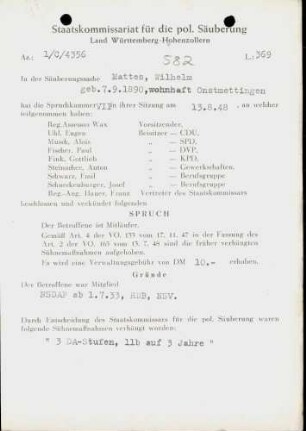 Staatskommissariat für die pol. Säuberung
Land Württemberg-Hohenzollern
Az.: 1/O/4356
582
L: 369
In der Säuberungssache Mattes, Wilhelm
geb.7.9.1890, wohnhaft Onstmettingen
hat die Spruchkammer VII in ihrer Sitzung am 13.8.48, an welcher
teilgenommen haben:
Reg.Assessor Wax Vorsitzender,
Uhl, Eugen Beisitzer – CDU,
Munik, Alois „ – SPD,
Fischer, Paul „ – DVP,
Fink, Gottlieb „ – KPD,
Steinacher, Anton „ – Gewerkschaften,
Schwarz, Emil „ – Berufsgruppe
Scharekenburger, Josef „ – Berufsgruppe
Reg.-Ang. Hauer, Franz Vertreter des Staatskommissars
beschlossen und verkündet folgenden
SPRUCH
Der Betroffene ist Mitläufer.
Gemäß Art. 4 der VO 133 vom 17. 11. 47 in der Fassung des
Art. 2 der VO. 165 vom 13. 7. 48 sind die früher verhängten
Sühnemaßnahmen aufgehoben.
Es wird eine Verwaltungsgebühr von DM 10.- erhoben.
Gründe
Der Betroffene war Mitglied
NSDAP ab 1.7.33, RDB, NSV.
Durch Entscheidung des Staatskommissars für die pol. Säuberung waren
folgende Sühnemaßnahmen verhängt worden:
" 3 DA-Stufen, 11b auf 3 Jahre "